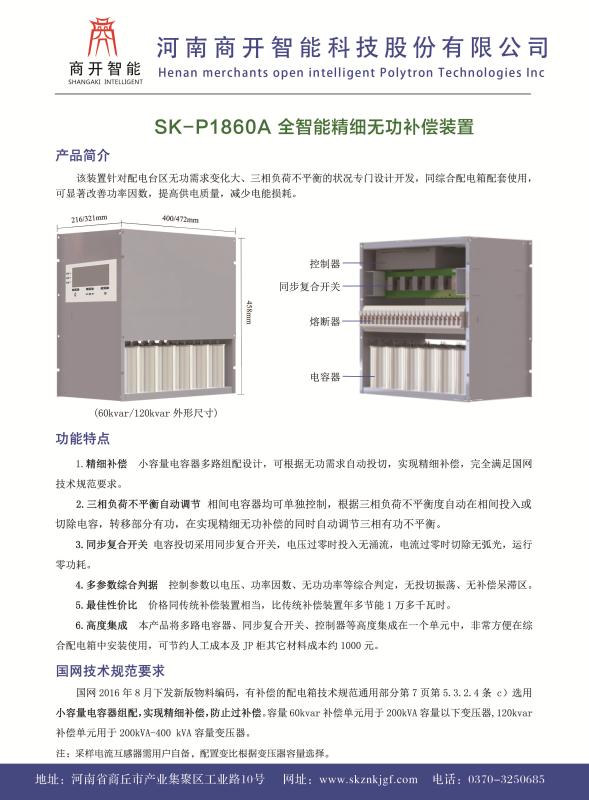 商开智能
SHANGAKI INTELLIGENT
河南商开智能科技股份有限公司
Henan merchants open intelligent Polytron Technologies Inc
SK-P1860A 全智能精细无功补偿装置
产品简介
该装置针对配电台区无功需求变化大、三相负荷不平衡的状况专门设计开发，同综合配电箱配套使用，
可显著改善功率因数，提高供电质量，减少电能损耗。
216/321mm
400/472mm
458mm
控制器
同步复合开关
熔断器
电容器
(60kvar/120kvar 外形尺寸)
功能特点
1.精细补偿 小容量电容器多路组配设计，可根据无功需求自动投切，实现精细补偿，完全满足国网
技术规范要求。
2.三相负荷不平衡自动调节 相间电容器均可单独控制，根据三相负荷不平衡度自动在相间投入或
切除电容，转移部分有功，在实现精细无功补偿的同时自动调节三相有功不平衡。
3.同步复合开关 电容投切采用同步复合开关，电压过零时投入无涌流，电流过零时切除无弧光，运行
零功耗。
4.多参数综合判据 控制参数以电压、功率因数、无功功率等综合判定，无投切振荡、无补偿呆滞区。
5.最佳性价比 价格同传统补偿装置相当，比传统补偿装置年多节能1万多千瓦时。
6.高度集成 本产品将多路电容器、同步复合开关、控制器等高度集成在一个单元中，非常方便在综
合配电箱中安装使用，可节约人工成本及JP柜其它材料成本约1000元。
国网技术规范要求
国网2016年8月下发新版物料编码，有补偿的配电箱技术规范通用部分第7页第5.3.2.4条 c）选用
小容量电容器组配，实现精细补偿，防止过补偿。容量60kvar补偿单元用于200kVA容量以下变压器,120kvar
补偿单元用于200kVA-400 kVA容量变压器。
注：采样电流互感器需用户自备，配置变比根据变压器容量选择。
地址：河南省商丘市产业集聚区工业路10号 网址：www.skznkjgf.com 电话：0370-3250685